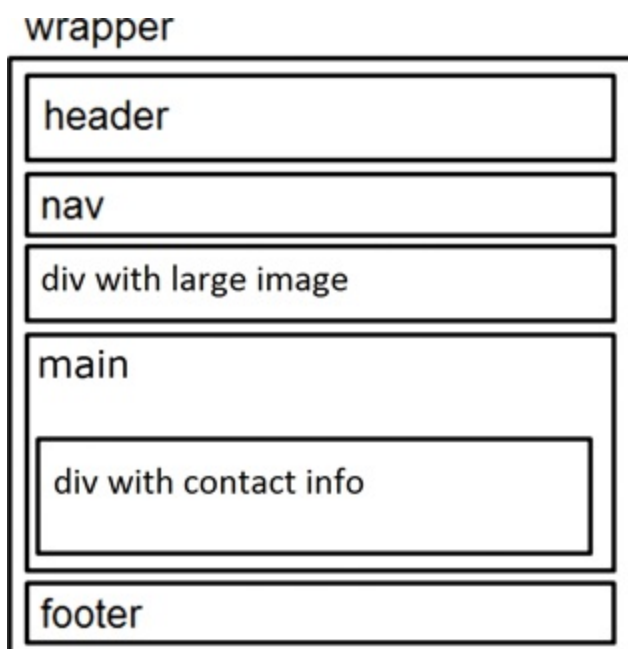 wrapper
header
nav
div with large image
main
div with contact info
footer